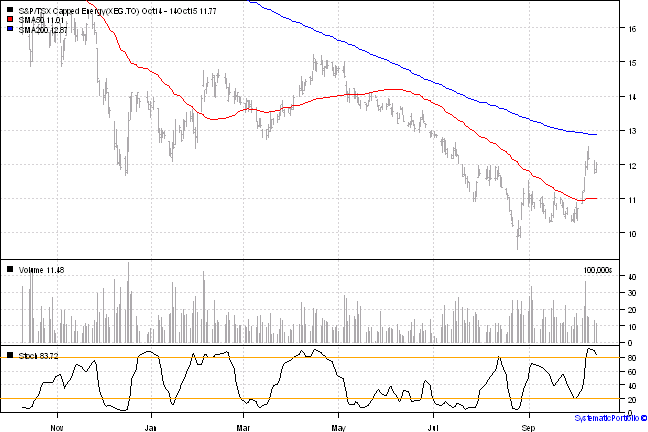 S&P/TSX Capped Energy(XEG.TO) Oct14 - 14Oct15 11.77
SMA50 11.01
SMA200 12.87
16
15
14
13
12
11
10
Volume 11.48
100,000s
40
30
20
10
0
Stoch 83.72
80
60
40
20
0
Nov Jan Mar May Jul Sep
SystematicPortfolio ©